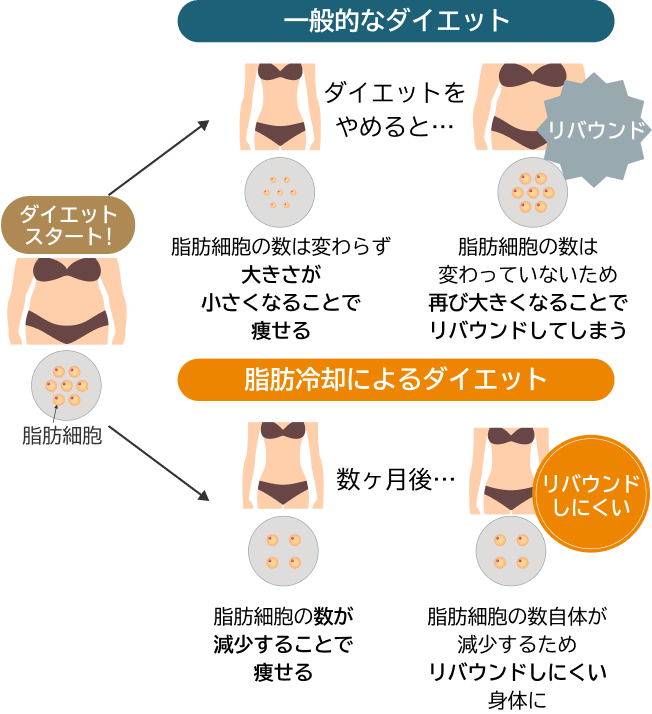 一般的なダイエット
ダイエットを
やめると…
リバウンド
ダイエット
スタート!
脂肪細胞
脂肪細胞の数は変わらず
大きさが
小さくなることで
痩せる
脂肪細胞の数は
変わっていないため
再び大きくなることで
リバウンドしてしまう
脂肪冷却によるダイエット
数ヶ月後…
リバウンド
しにくい
脂肪細胞の数が
減少することで
痩せる
脂肪細胞の数自体が
減少するため
リバウンドしにくい
身体に